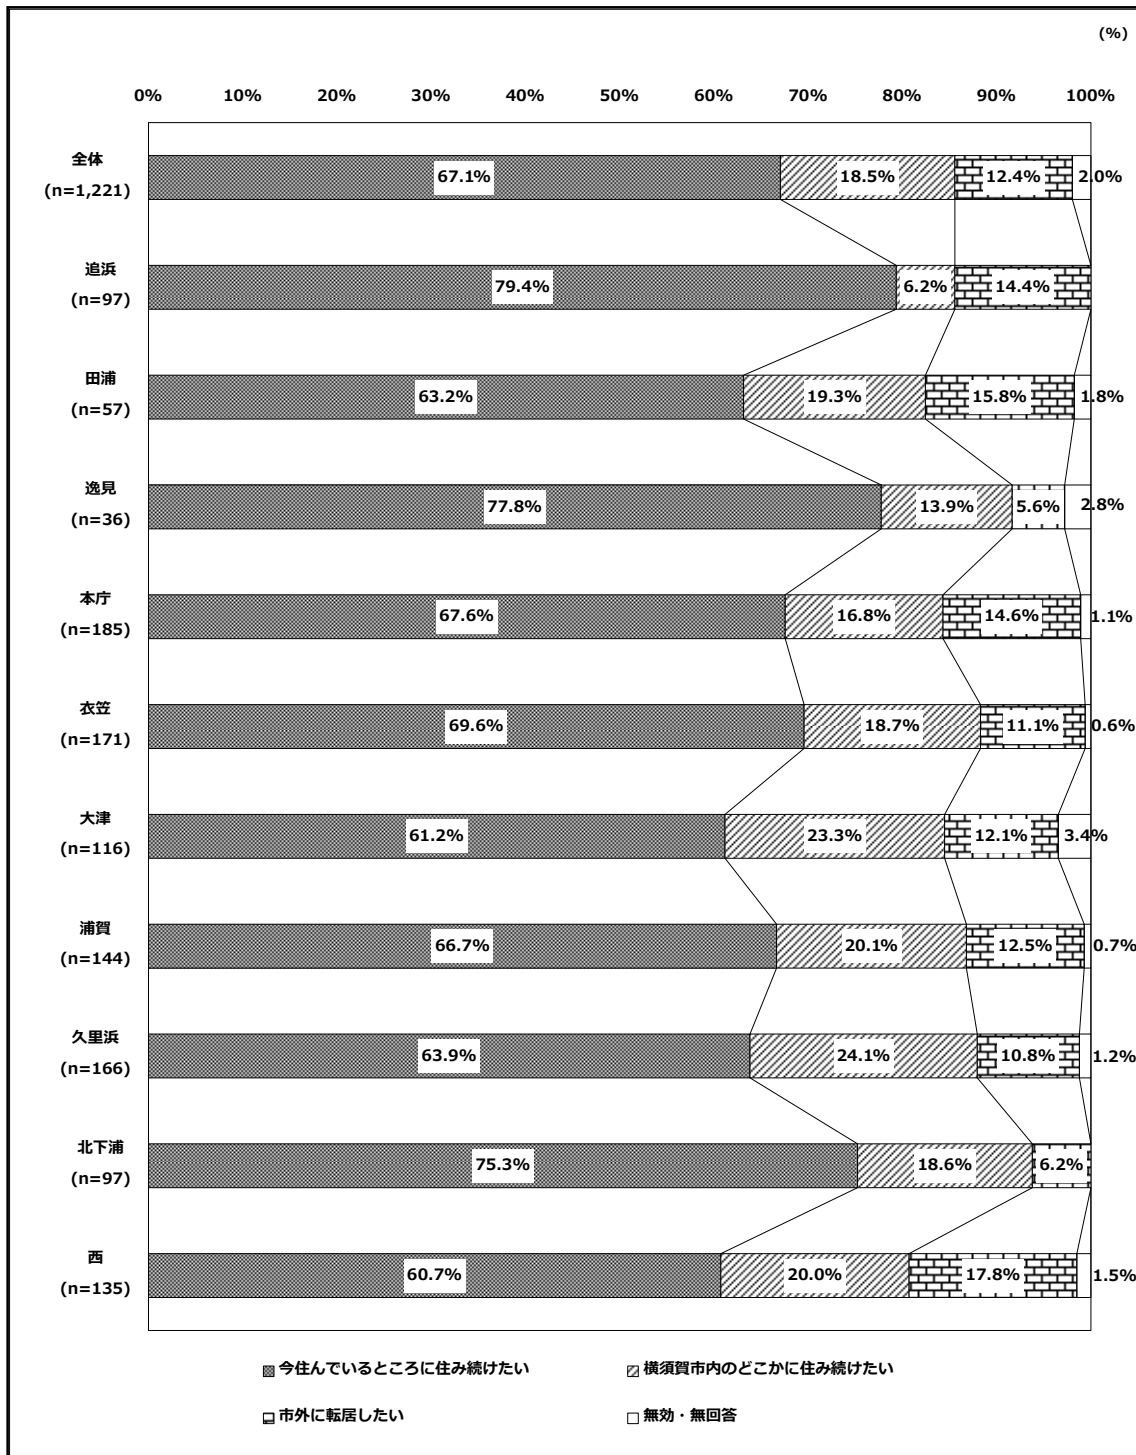 (%)
0% 10% 20% 30% 40% 50% 60% 70% 80% 90% 100%
全体
(n=1,221)
67.1% 18.5% 12.4% 2.0%
追浜
(n=97)
79.4% 6.2% 14.4%
田浦
(n=57)
63.2% 19.3% 15.8% 1.8%
逸見
(n=36)
77.8% 13.9% 5.6% 2.8%
本庁
(n=185)
67.6% 16.8% 14.6% 1.1%
衣笠
(n=171)
69.6% 18.7% 11.1% 0.6%
大津
(n=116)
61.2% 23.3% 12.1% 3.4%
浦賀
(n=144)
66.7% 20.1% 12.5% 0.7%
久里浜
(n=166)
63.9% 24.1% 10.8% 1.2%
北下浦
(n=97)
75.3% 18.6% 6.2%
西
(n=135)
60.7% 20.0% 17.8% 1.5%
今住んでいるところに住み続けたい 横須賀市内のどこかに住み続けたい
市外に転居したい 無効・無回答